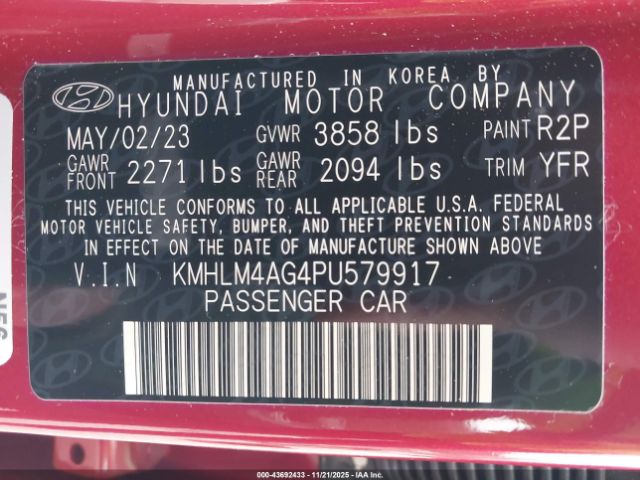 MANUFACTURED IN KOREA BY
HYUNDAI MOTOR COMPANY
MAY/02/23 GVWR 3858 lbs PAINT R2P
GAWR FRONT 2271 lbs GAWR REAR 2094 lbs TRIM YFR
THIS VEHICLE CONFORMS TO ALL APPLICABLE U.S.A. FEDERAL
MOTOR VEHICLE SAFETY, BUMPER, AND THEFT PREVENTION STANDARDS
IN EFFECT ON THE DATE OF MANUFACTURE SHOWN ABOVE
V.I.N KMHLM4AG4PU579917
PASSENGER CAR
000-43692433 - 11/21/2025 - IAAI.COM